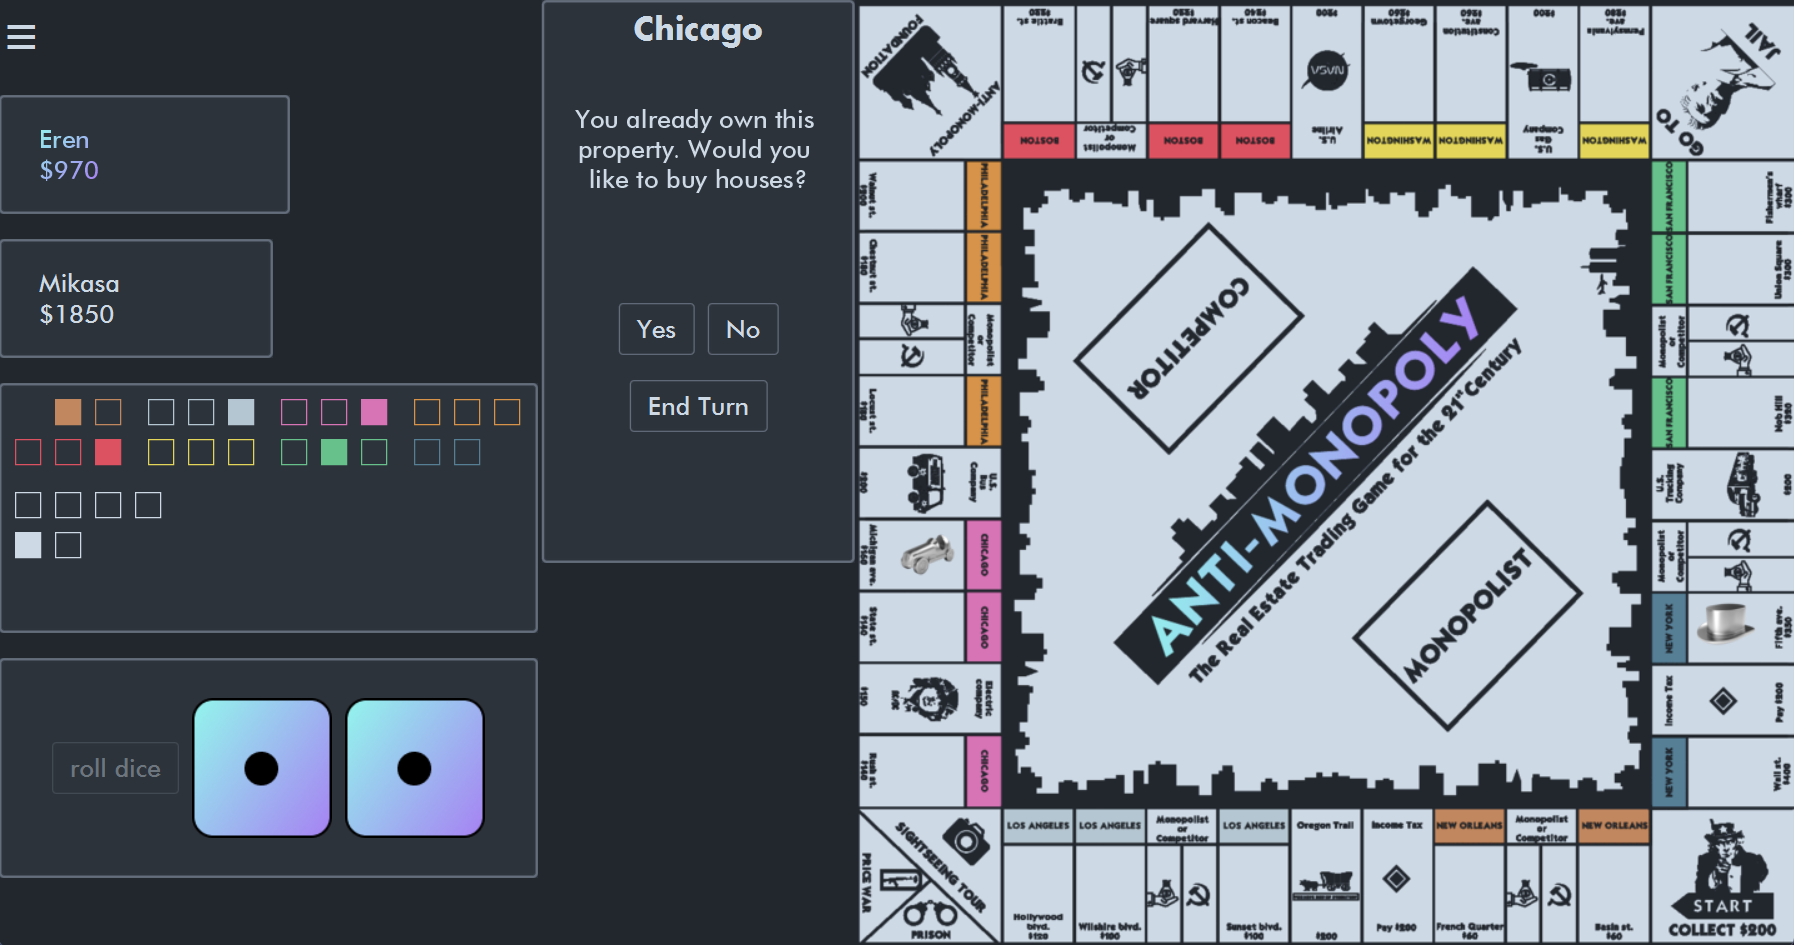 Eren
$970
Mikasa
$1850
roll dice
Chicago
You already own this
property. Would you
like to buy houses?
Yes
No
End Turn
ANTI-MONOPOLY
FOUNDATION
Brattle st.
$220
BOSTON
Monopolist
or
Competitor
Harvard square
$220
BOSTON
Beacon st.
$240
BOSTON
$200
U.S.
Airline
Georgetown
$260
WASHINGTON
Constitution
ave.
$260
WASHINGTON
$200
U.S.
Gas
Company
Pennsylvania
ave.
$280
WASHINGTON
GO TO
JAIL
Walnut st.
$200
PHILADELPHIA
Chestnut st.
$180
PHILADELPHIA
Monopolist
or
Competitor
Locust st.
$180
PHILADELPHIA
$200
U.S.
Bus
Company
Michigan ave.
$160
CHICAGO
State st.
$140
CHICAGO
$150
Electric
company
Rush st.
$140
CHICAGO
COMPETITOR
ANTI-MONOPOLY
The Real Estate Trading Game for the 21st Century
MONOPOLIST
SAN FRANCISCO
Fisherman's
wharf
$300
SAN FRANCISCO
Union Square
$300
Monopolist
or
Competitor
SAN FRANCISCO
Nob Hill
$320
U.S.
Trucking
Company
$200
Monopolist
or
Competitor
NEW YORK
Fifth ave.
$350
Income Tax
Pay $200
NEW YORK
Wall st.
$400
SIGHTSEEING TOUR
PRICE WAR
PRISON
LOS ANGELES
Hollywood
blvd.
$120
LOS ANGELES
Wilshire blvd.
$100
Monopolist
or
Competitor
LOS ANGELES
Sunset blvd.
$100
Oregon Trail
$200
Income Tax
Pay $200
NEW ORLEANS
French Quarter
$60
Monopolist
or
Competitor
NEW ORLEANS
Basin st.
$60
START
COLLECT $200